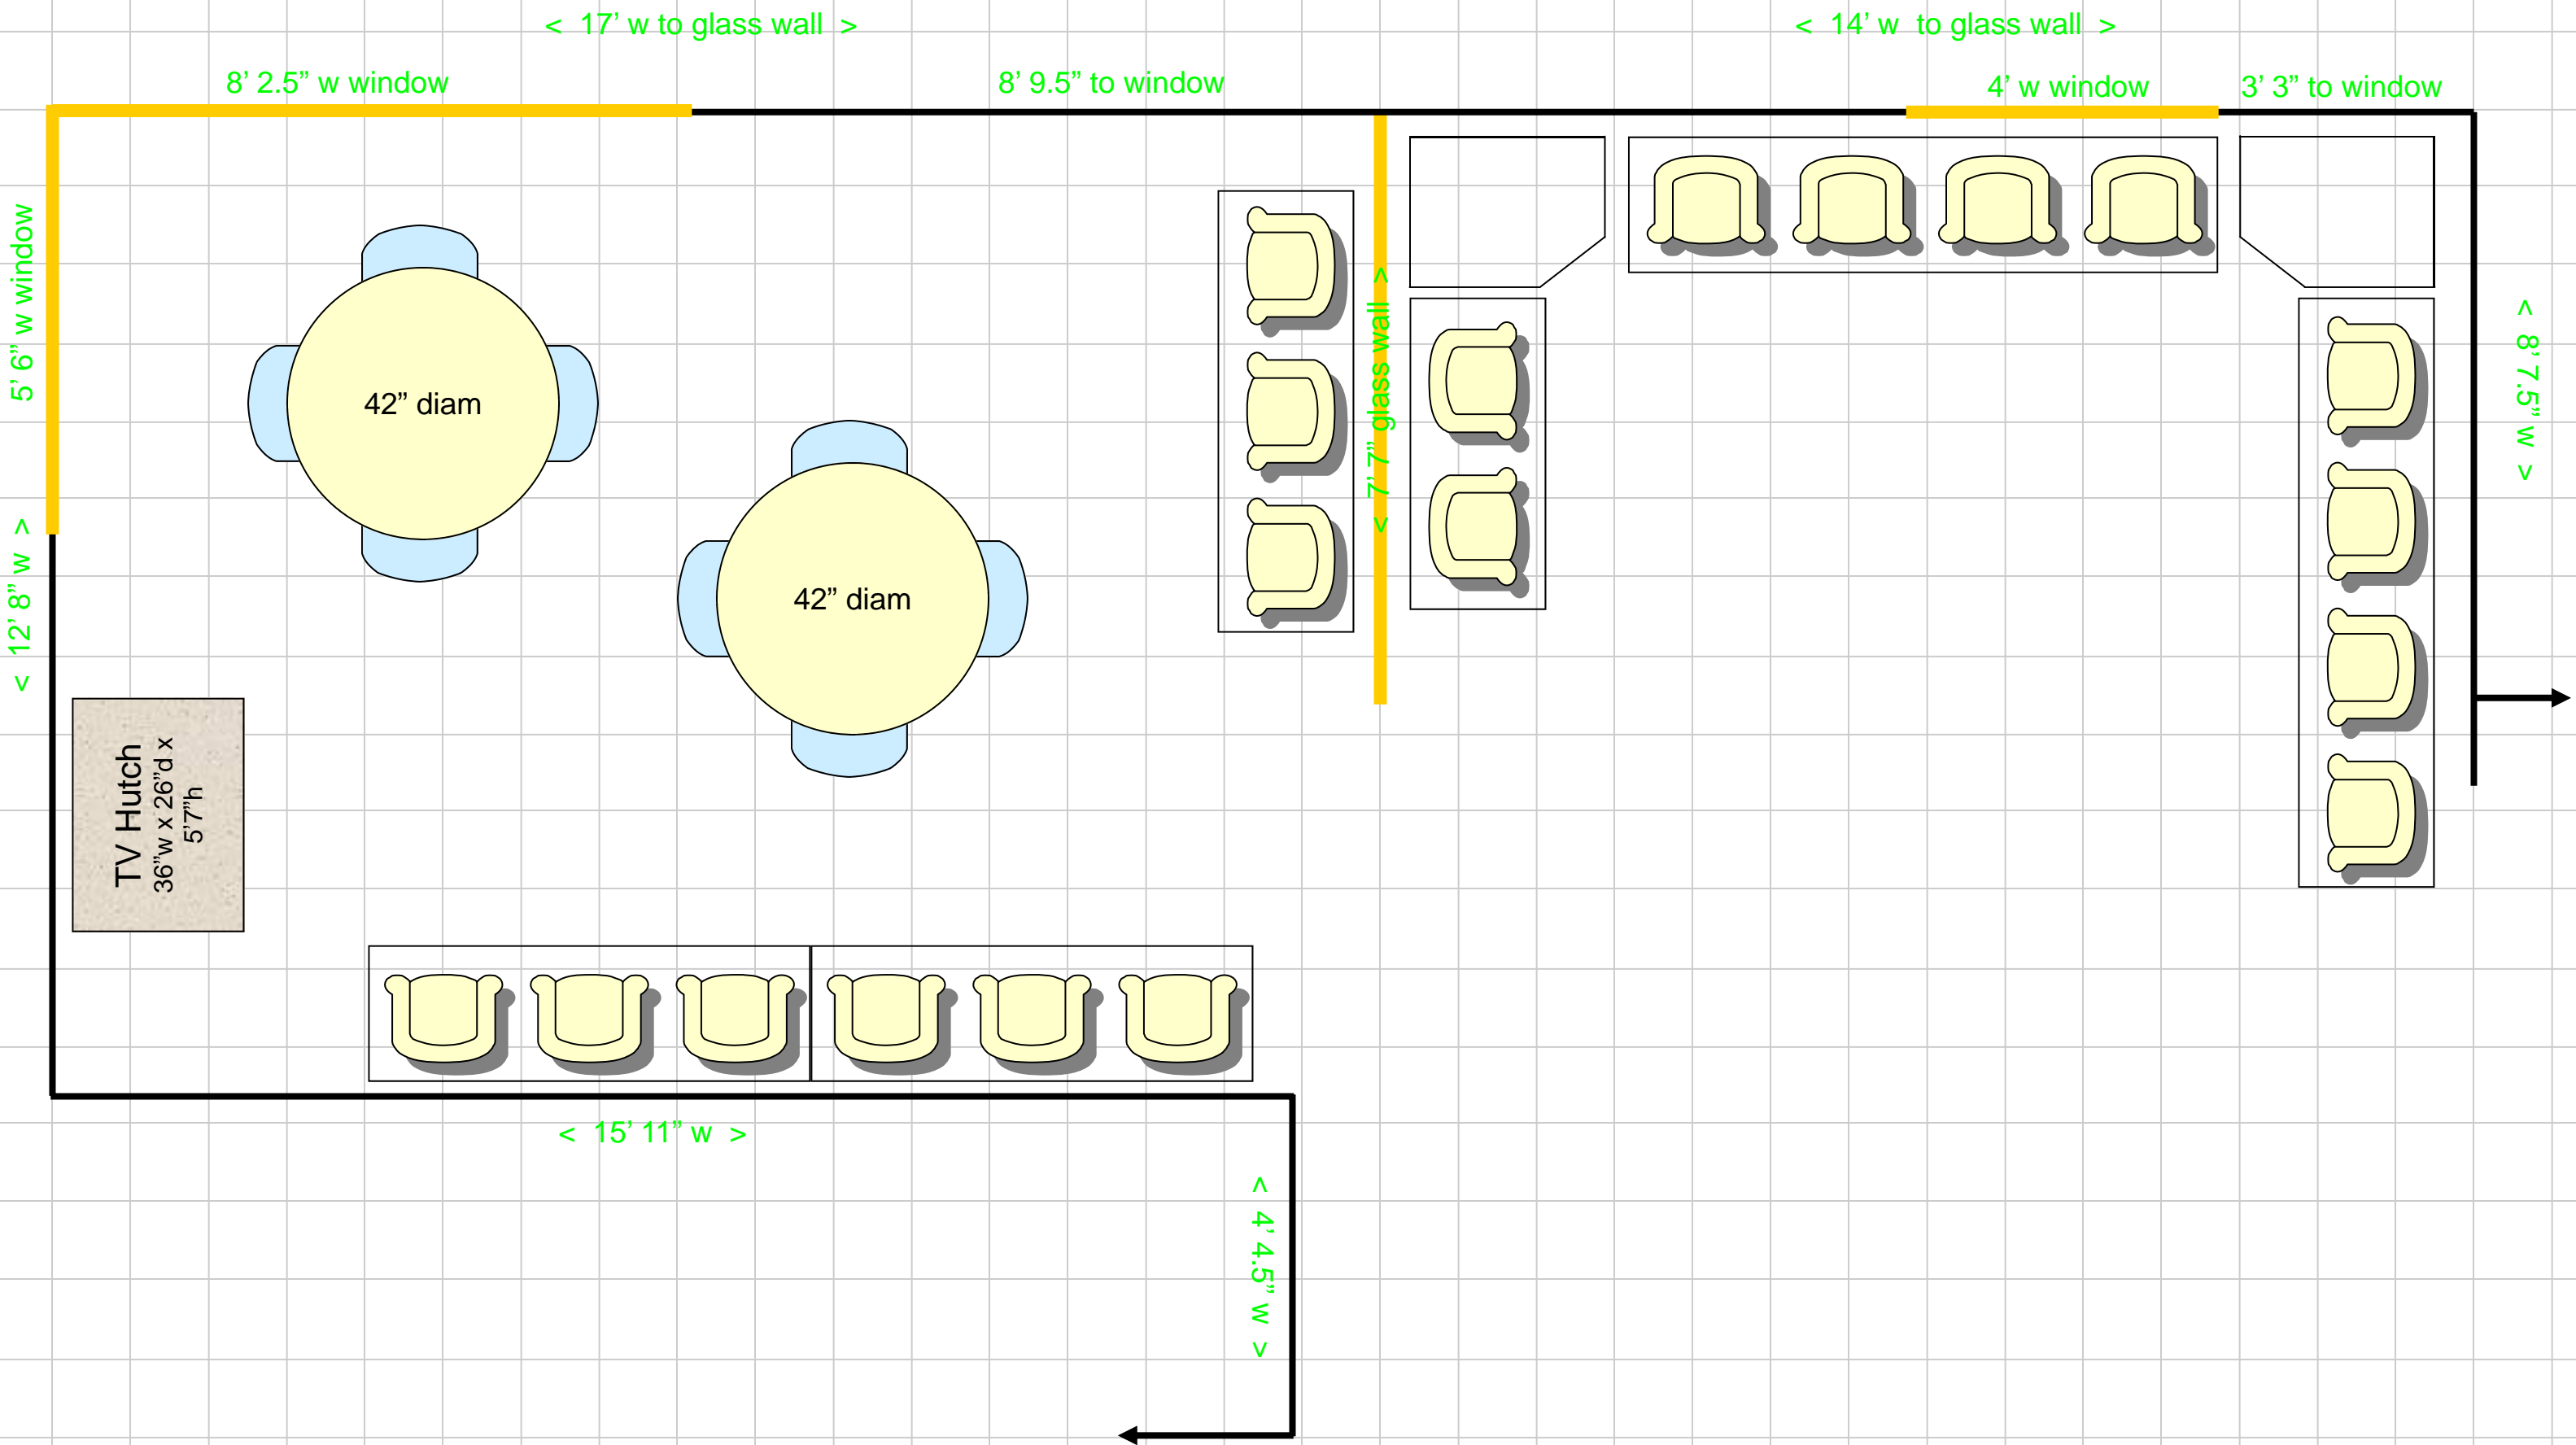 <  17’ w to glass wall  >
<  14’ w  to glass wall  >
8’ 2.5” w window
8’ 9.5” to window
4’ w window
3’ 3” to window
5’ 6” w window
<  12’ 8” w  >
42” diam
42” diam
<  7’7” glass wall  >
<  8’ 7.5” w  >
TV Hutch
36”w x 26”d x
5’7”h
<  15’ 11” w  >
<  4’ 4.5” w  >